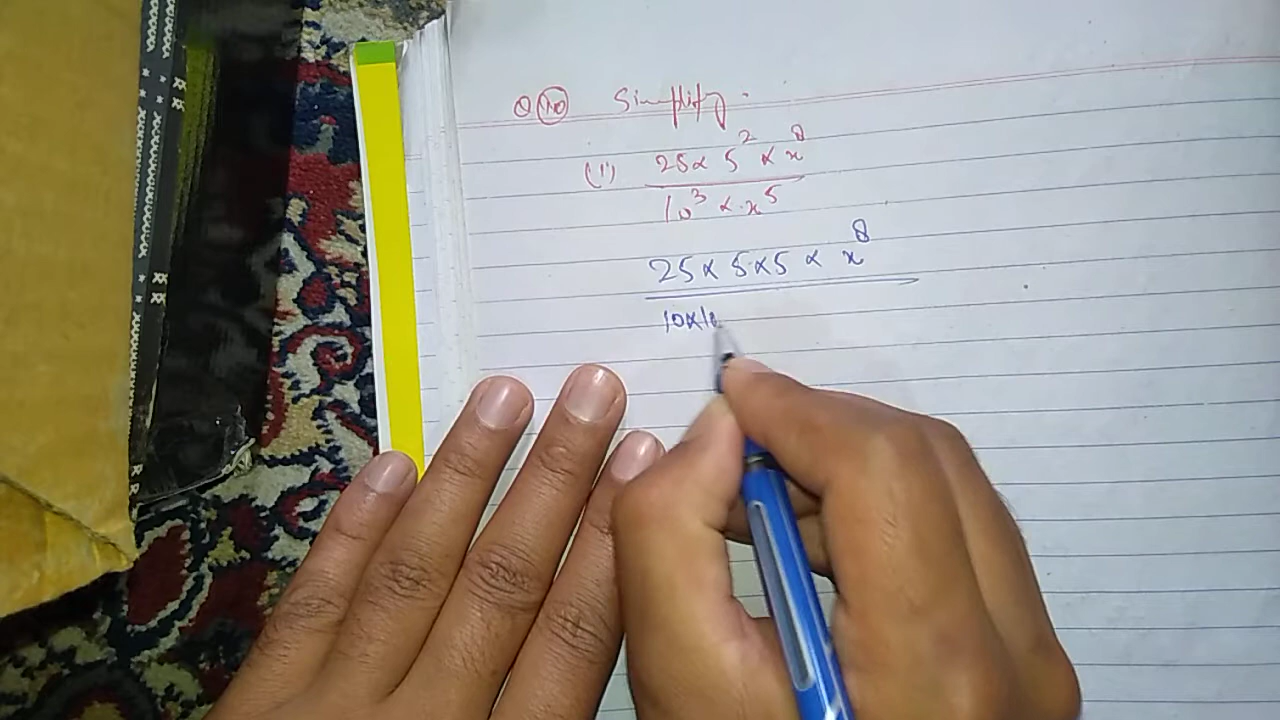 Q (10) Simplify.
(i) 25 × 5² × x⁸
10³ × x⁵
25 × 5 × 5 × x⁸
10 × 10